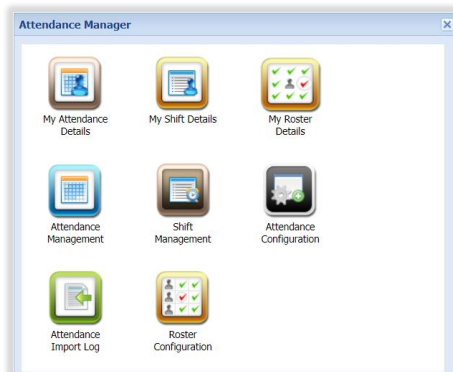 Attendance Manager
My Attendance
Details
My Shift Details
My Roster
Details
Attendance
Management
Shift
Management
Attendance
Configuration
Attendance
Import Log
Roster
Configuration